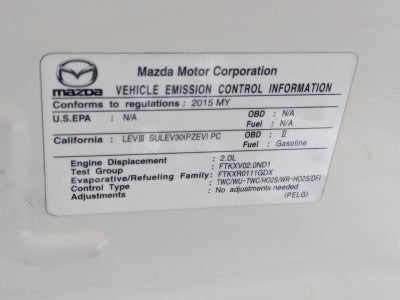 mazda
Mazda Motor Corporation
VEHICLE EMISSION CONTROL INFORMATION
Conforms to regulations : 2015 MY
U.S.EPA : N/A OBD : N/A
Fuel : N/A
California : LEVIII SULEV30(PZEV) PC OBD : II
Fuel : Gasoline
Engine Displacement : 2.0L
Test Group : FTKXV02.0ND1
Evaporative/Refueling Family: FTKXR0111GDX
Control Type : TWC/WU-TWC/HO2S/WR-HO2S/DFI
Adjustments : No adjustments needed
(PELG)